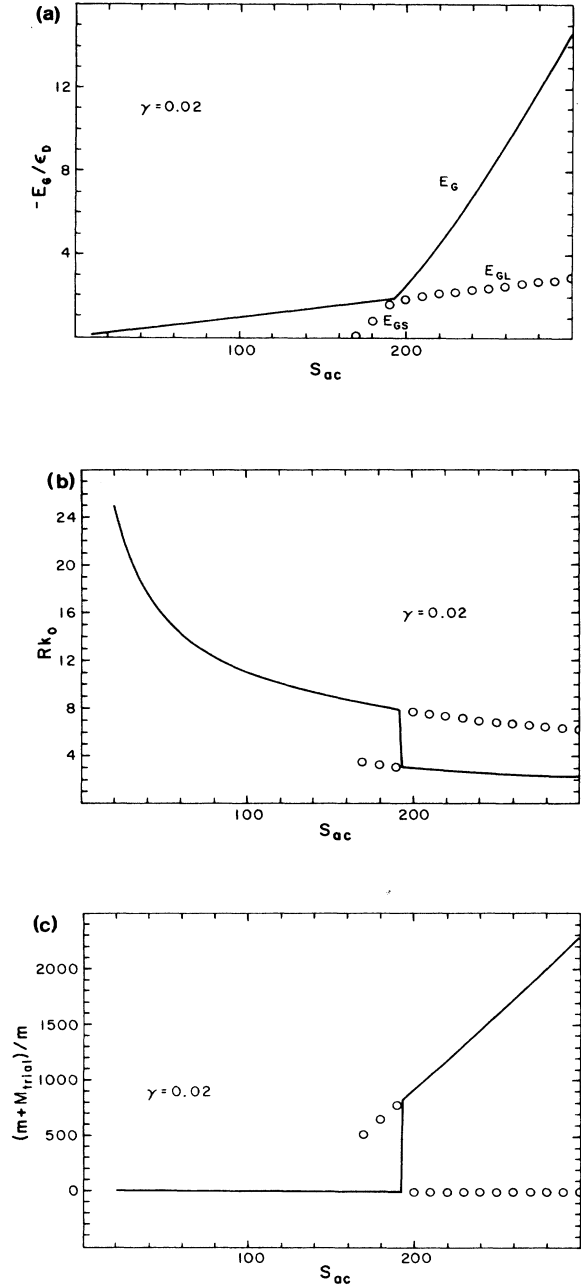 (a)
12
8
4
-E_G/ε_D
γ = 0.02
E_G
E_GL
E_GS
100
200
S_ac
(b)
24
20
16
12
8
4
Rk_0
γ = 0.02
100
200
S_ac
(c)
2000
1500
1000
500
0
(m+M_trial)/m
γ = 0.02
100
200
S_ac